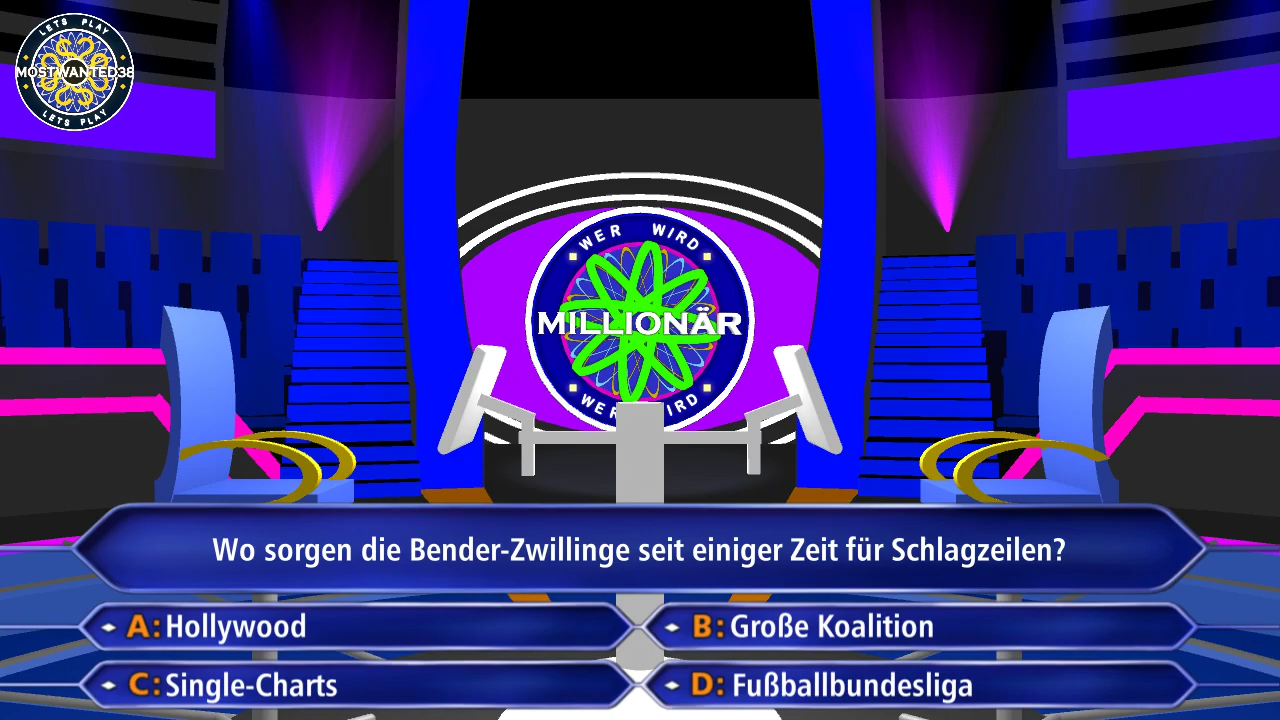 LETS PLAY
MOSTWANTED38
LETS PLAY
WER WIRD
MILLIONÄR
WER WIRD
Wo sorgen die Bender-Zwillinge seit einiger Zeit für Schlagzeilen?
A: Hollywood
B: Große Koalition
C: Single-Charts
D: Fußballbundesliga